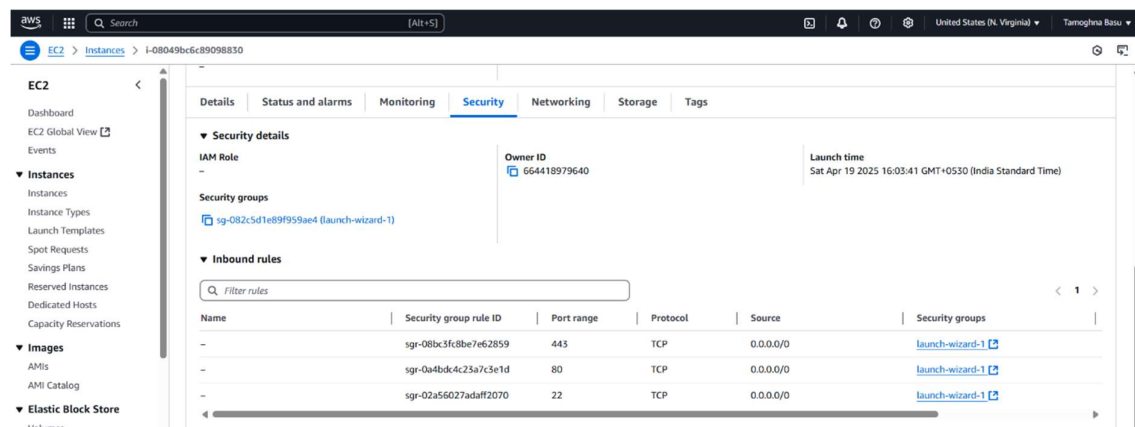 aws
Search [Alt+S] United States (N. Virginia) Tamoghna Basu
EC2 > Instances > i-08049bc6c89098830
EC2
Dashboard
EC2 Global View
Events
Instances
Instances
Instance Types
Launch Templates
Spot Requests
Savings Plans
Reserved Instances
Dedicated Hosts
Capacity Reservations
Images
AMIs
AMI Catalog
Elastic Block Store
–
Details Status and alarms Monitoring Security Networking Storage Tags
Security details
IAM Role
–
Owner ID
664418979640
Launch time
Sat Apr 19 2025 16:03:41 GMT+0530 (India Standard Time)
Security groups
sg-082c5d1e89f959ae4 (launch-wizard-1)
Inbound rules
Filter rules
< 1 >
Name Security group rule ID Port range Protocol Source Security groups
– sgr-08bc3fc8be7e62859 443 TCP 0.0.0.0/0 launch-wizard-1
– sgr-0a4bdc4c23a7c3e1d 80 TCP 0.0.0.0/0 launch-wizard-1
– sgr-02a56027adaff2070 22 TCP 0.0.0.0/0 launch-wizard-1